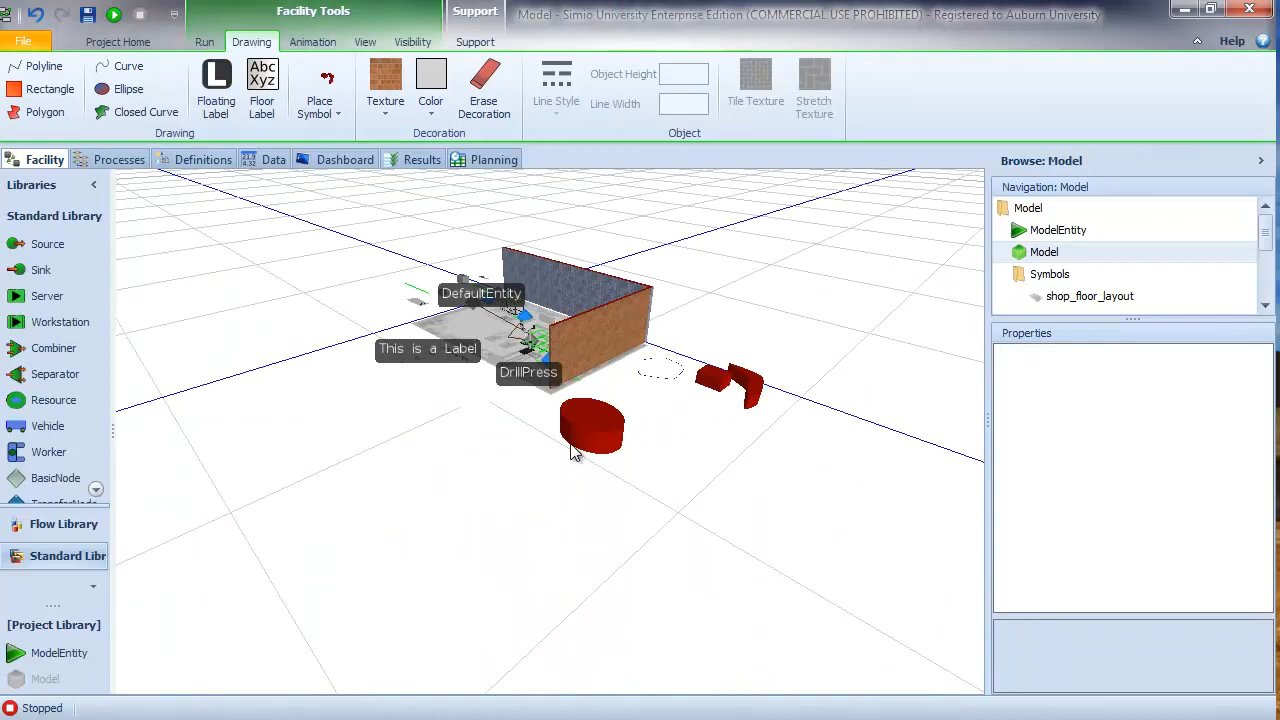 Facility Tools
Support
Model - Simio University Enterprise Edition (COMMERCIAL USE PROHIBITED) - Registered to Auburn University
File
Project Home
Run
Drawing
Animation
View
Visibility
Support
Help
Polyline
Curve
Rectangle
Ellipse
Polygon
Closed Curve
Drawing
Abc
Xyz
Floating
Label
Floor
Label
Place
Symbol
Texture
Color
Erase
Decoration
Decoration
Line Style
Object Height
Line Width
Tile Texture
Stretch
Texture
Object
Facility
Processes
Definitions
Data
Dashboard
Results
Planning
Libraries
Standard Library
Source
Sink
Server
Workstation
Combiner
Separator
Resource
Vehicle
Worker
BasicNode
Flow Library
Standard Libr
[Project Library]
ModelEntity
Model
DefaultEntity
This is a Label
DrillPress
Browse: Model
Navigation: Model
Model
ModelEntity
Model
Symbols
shop_floor_layout
Properties
Stopped